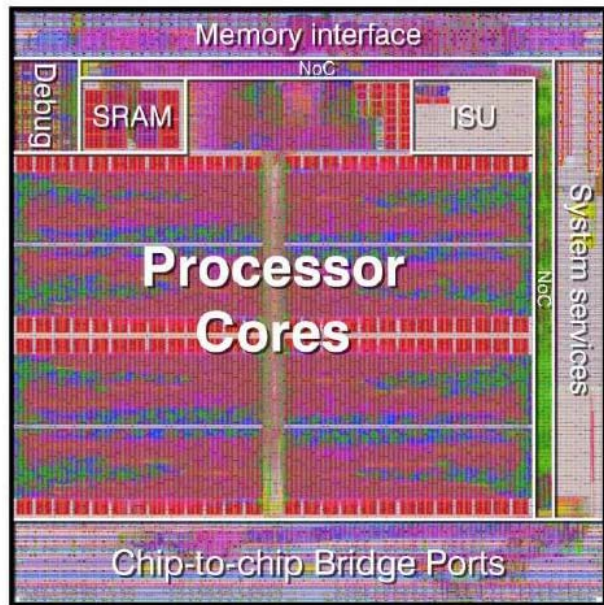 Memory interface
NoC
Debug
SRAM
ISU
Processor
Cores
NoC
System services
Chip-to-chip Bridge Ports